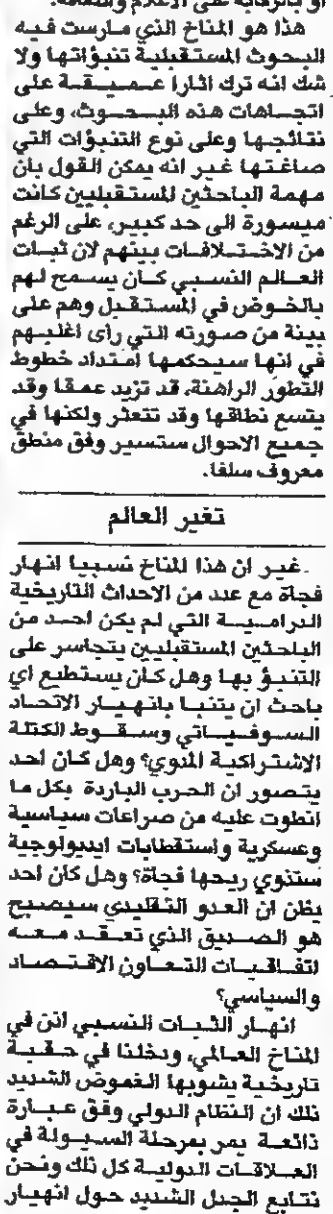 او بالرقابة على الاعلام والثقافة.
هذا هو المناخ الذي مارست فيه
البحوث المستقبلية تنبؤاتها ولا
شك انه ترك اثارا عميقة على
اتجاهات هذه البحوث، وعلى
نتائجها وعلى نوع التنبؤات التي
صاغتها غير انه يمكن القول بان
مهمة الباحثين المستقبليين كانت
ميسورة الى حد كبير، على الرغم
من الاختلافات بينهم لان ثبات
العالم النسبي كان يسمح لهم
بالخوض في المستقبل وهم على
بينة من صورته التي راى اغلبهم
في انها سيحكمها امتداد خطوط
التطور الراهنة، قد تزيد عمقا وقد
يتسع نطاقها وقد تتعثر ولكنها في
جميع الاحوال ستسير وفق منطق
معروف سلفا.
تغير العالم
غير ان هذا المناخ نسبيا انهار
فجاة مع عدد من الاحداث التاريخية
الدرامية التي لم يكن احد من
الباحثين المستقبليين يتجاسر على
التنبؤ بها وهل كان يستطيع اي
باحث ان يتنبا بانهيار الاتحاد
السوفياتي وسقوط الكتلة
الاشتراكية المدوي؟ وهل كان احد
يتصور ان الحرب الباردة بكل ما
انطوت عليه من صراعات سياسية
وعسكرية واستقطابات ايديولوجية
ستنوي ريحها فجاة؟ وهل كان احد
يظن ان العدو التقليدي سيصبح
هو الصديق الذي تعقد معه
اتفاقيات التعاون الاقتصاد
والسياسي؟
انهار الثبات النسبي اذن في
المناخ العالمي، ودخلنا في حقبة
تاريخية يشوبها الغموض الشديد
ذلك ان النظام الدولي وفق عبارة
ذائعة يمر بمرحلة السيولة في
العلاقات الدولية كل ذلك ونحن
نتابع الجدل الشديد حول انهيار